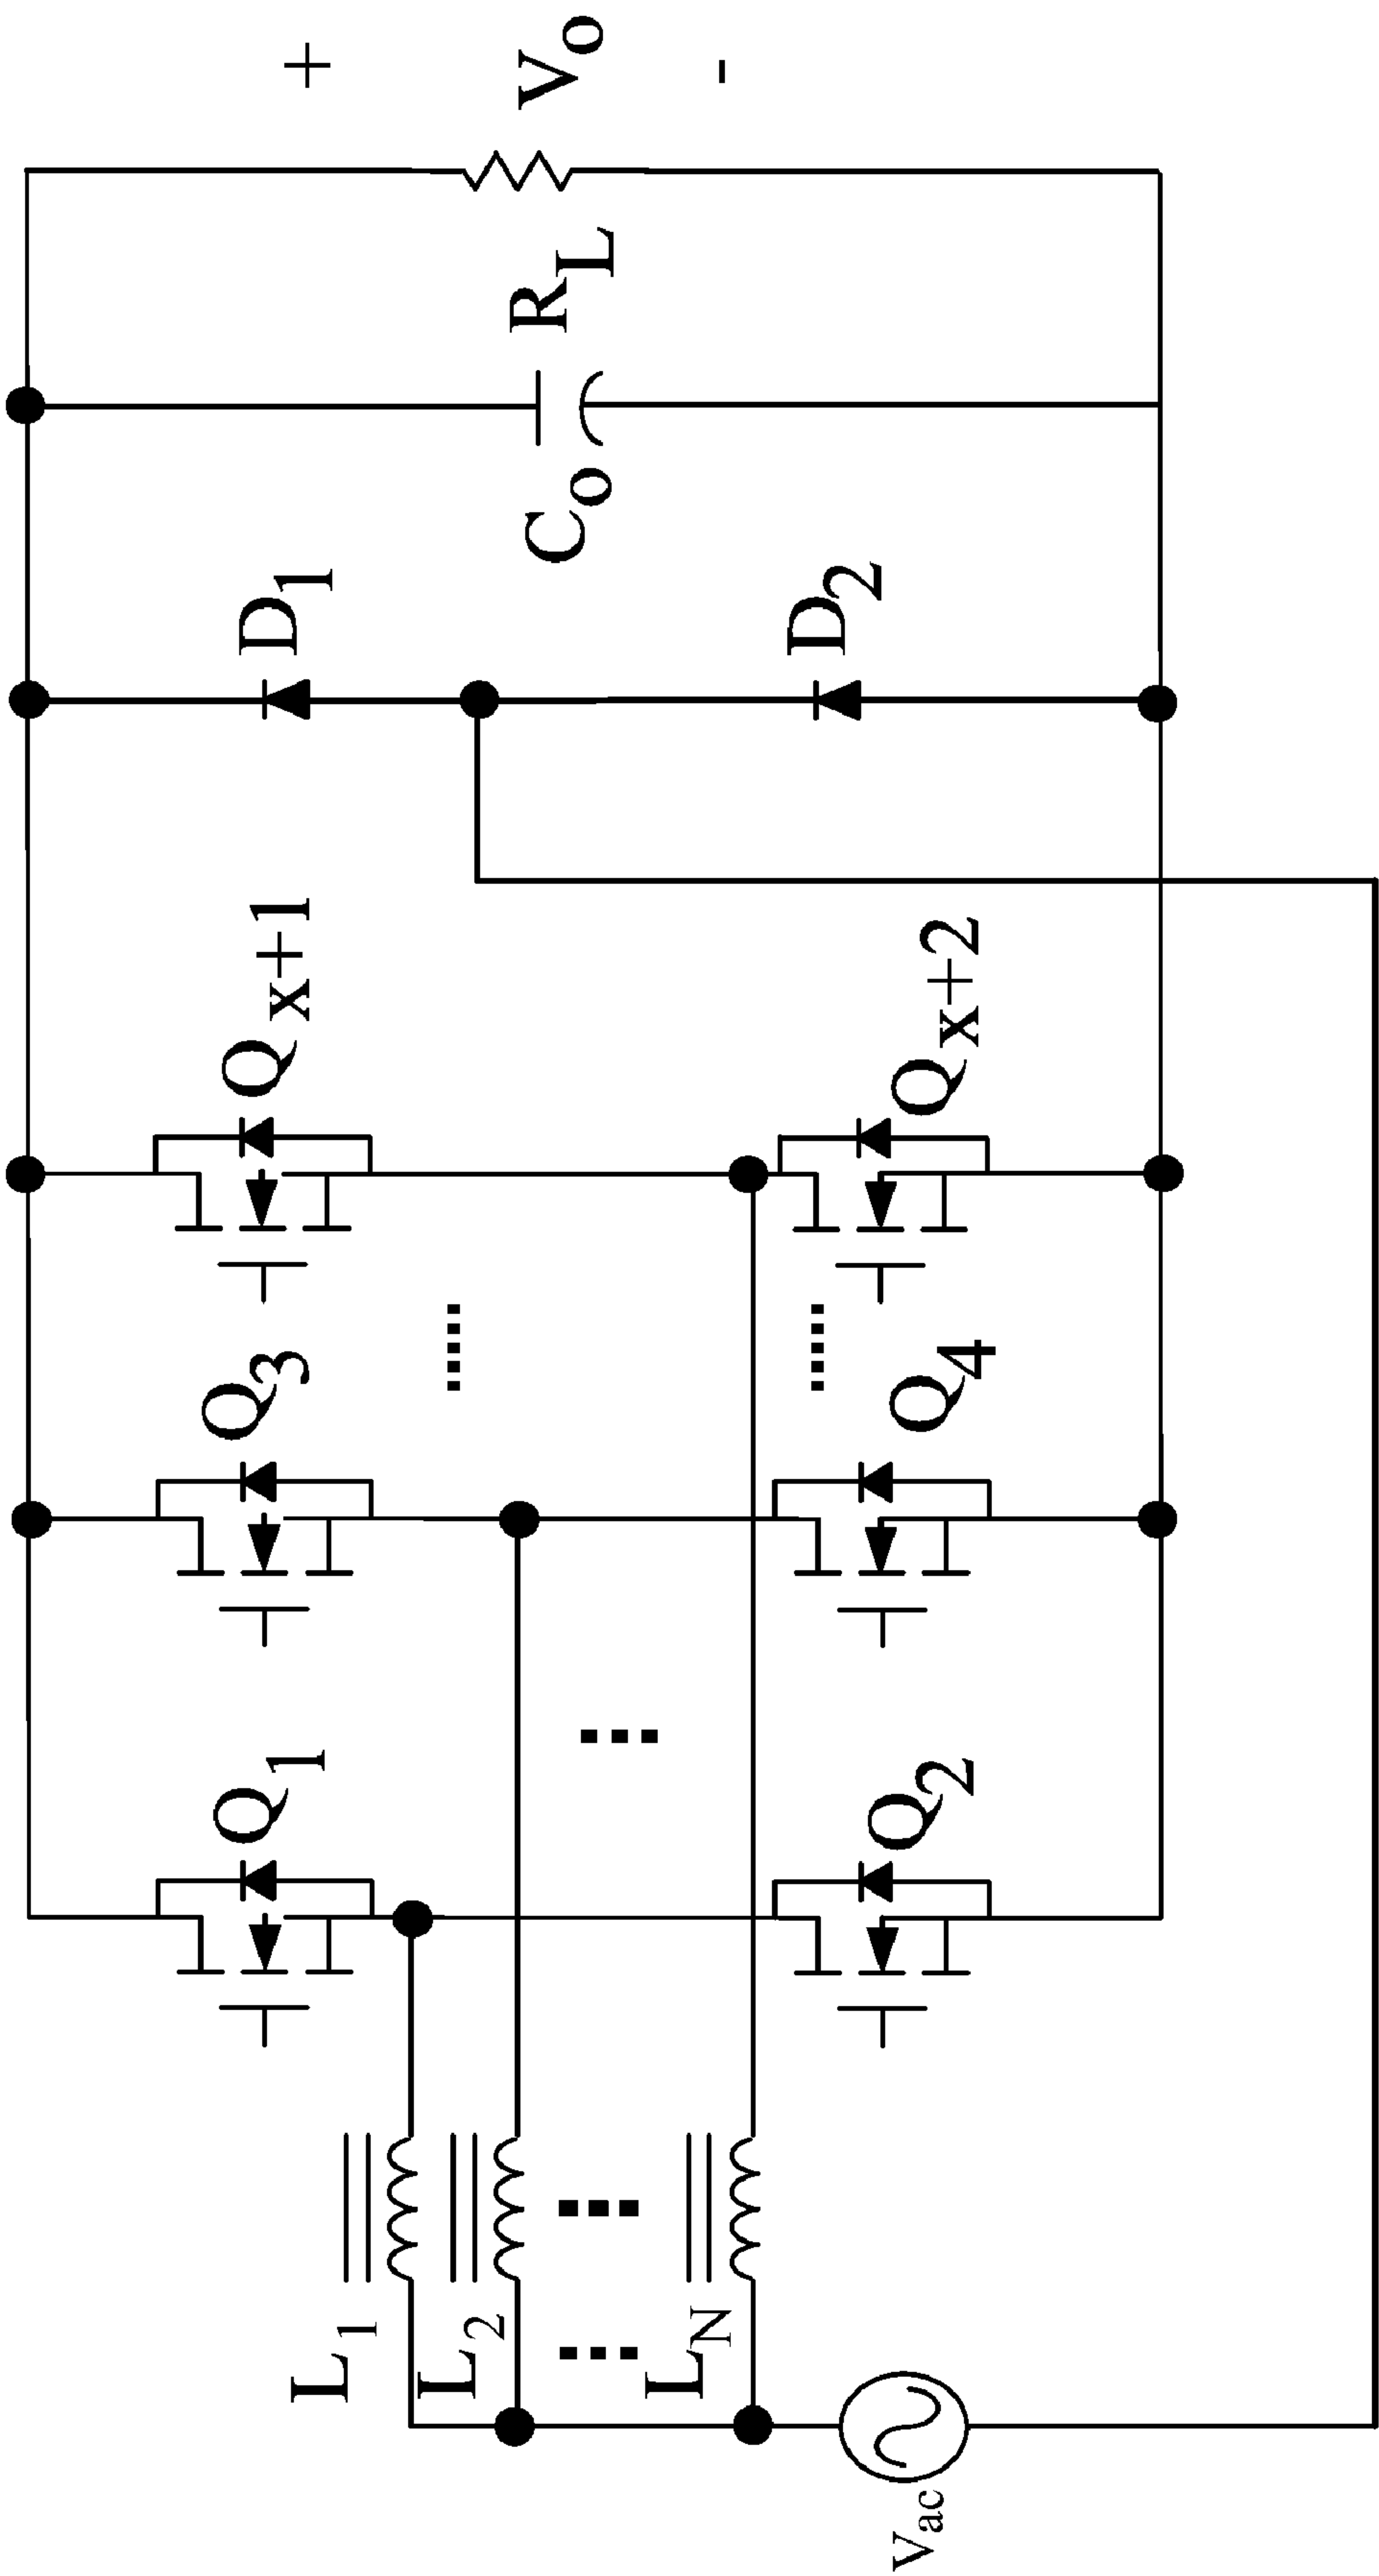 L1
L2
LN
Vac
Q1
Q2
Q3
Q4
Qx+1
Qx+2
D1
D2
Co
RL
+
Vo
-